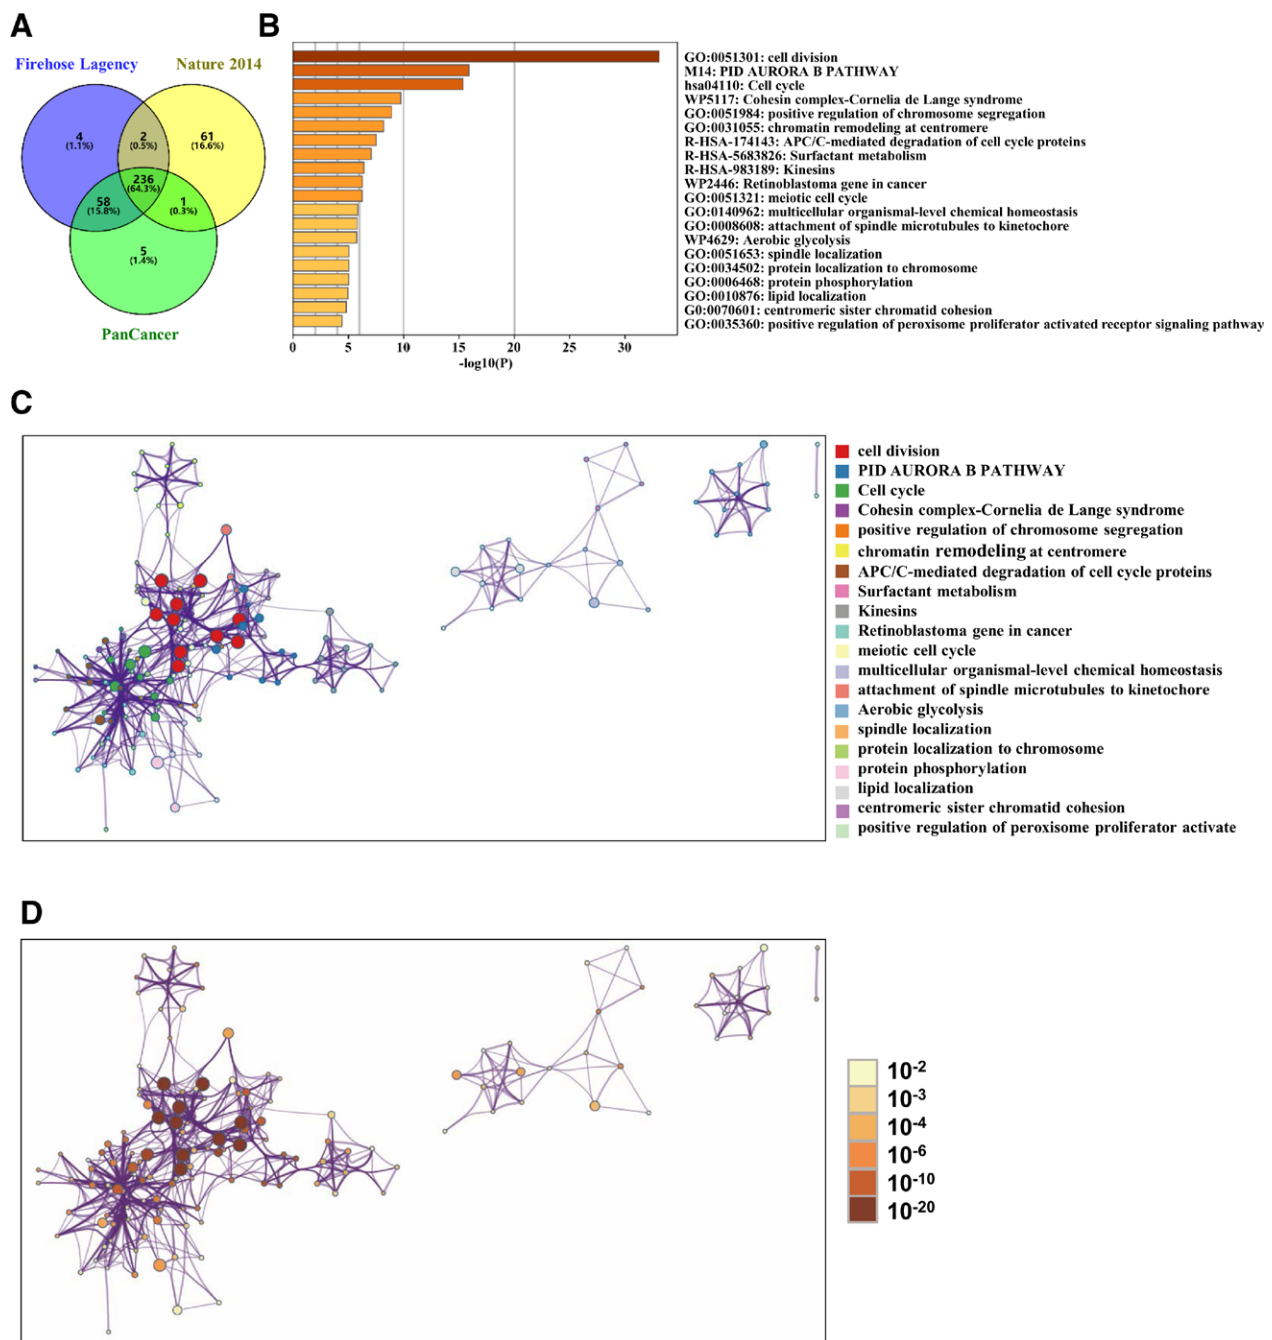 A
B
Firehose Lagency
Nature 2014
4
(1.1%)
2
(0.5%)
61
(16.6%)
236
(64.3%)
58
(15.8%)
1
(0.3%)
5
(1.4%)
PanCancer
GO:0051301: cell division
M14: PID AURORA B PATHWAY
hsa04110: Cell cycle
WP5117: Cohesin complex-Cornelia de Lange syndrome
GO:0051984: positive regulation of chromosome segregation
GO:0031055: chromatin remodeling at centromere
R-HSA-174143: APC/C-mediated degradation of cell cycle proteins
R-HSA-5683826: Surfactant metabolism
R-HSA-983189: Kinesins
WP2446: Retinoblastoma gene in cancer
GO:0051321: meiotic cell cycle
GO:0140962: multicellular organismal-level chemical homeostasis
GO:0008608: attachment of spindle microtubules to kinetochore
WP4629: Aerobic glycolysis
GO:0051653: spindle localization
GO:0034502: protein localization to chromosome
GO:0006468: protein phosphorylation
GO:0010876: lipid localization
G0:0070601: centromeric sister chromatid cohesion
GO:0035360: positive regulation of peroxisome proliferator activated receptor signaling pathway
0 5 10 15 20 25 30
-log10(P)
C
cell division
PID AURORA B PATHWAY
Cell cycle
Cohesin complex-Cornelia de Lange syndrome
positive regulation of chromosome segregation
chromatin remodeling at centromere
APC/C-mediated degradation of cell cycle proteins
Surfactant metabolism
Kinesins
Retinoblastoma gene in cancer
meiotic cell cycle
multicellular organismal-level chemical homeostasis
attachment of spindle microtubules to kinetochore
Aerobic glycolysis
spindle localization
protein localization to chromosome
protein phosphorylation
lipid localization
centromeric sister chromatid cohesion
positive regulation of peroxisome proliferator activate
D
10-2
10-3
10-4
10-6
10-10
10-20